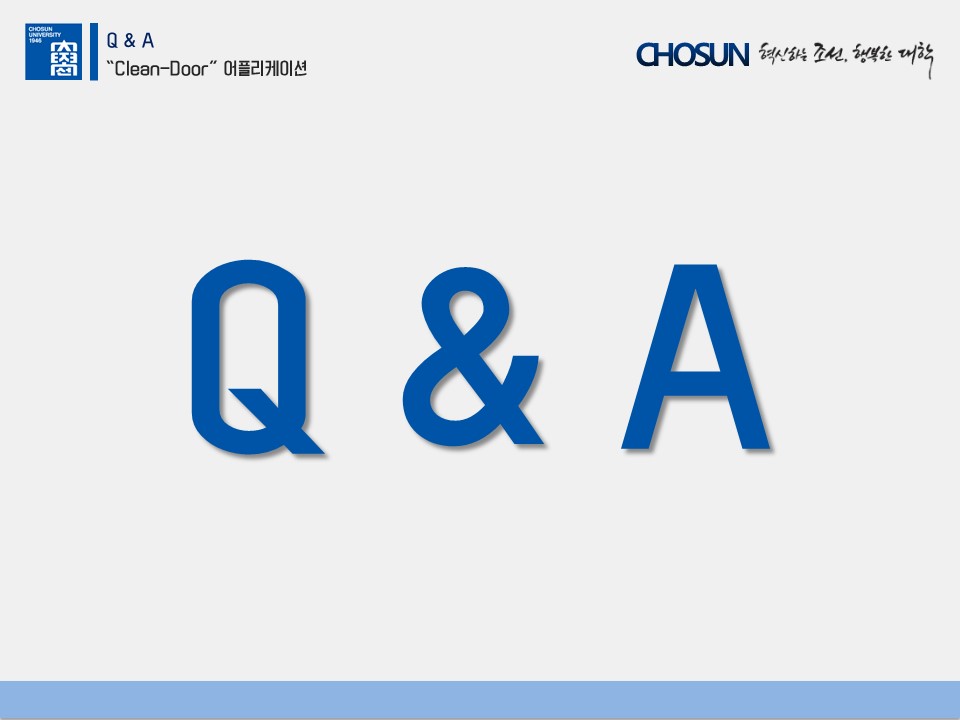 CHOSUN
UNIVERSITY
1946
Q & A
“Clean-Door” 어플리케이션
CHOSUN 혁신하는 조선, 행복한 대학
Q & A